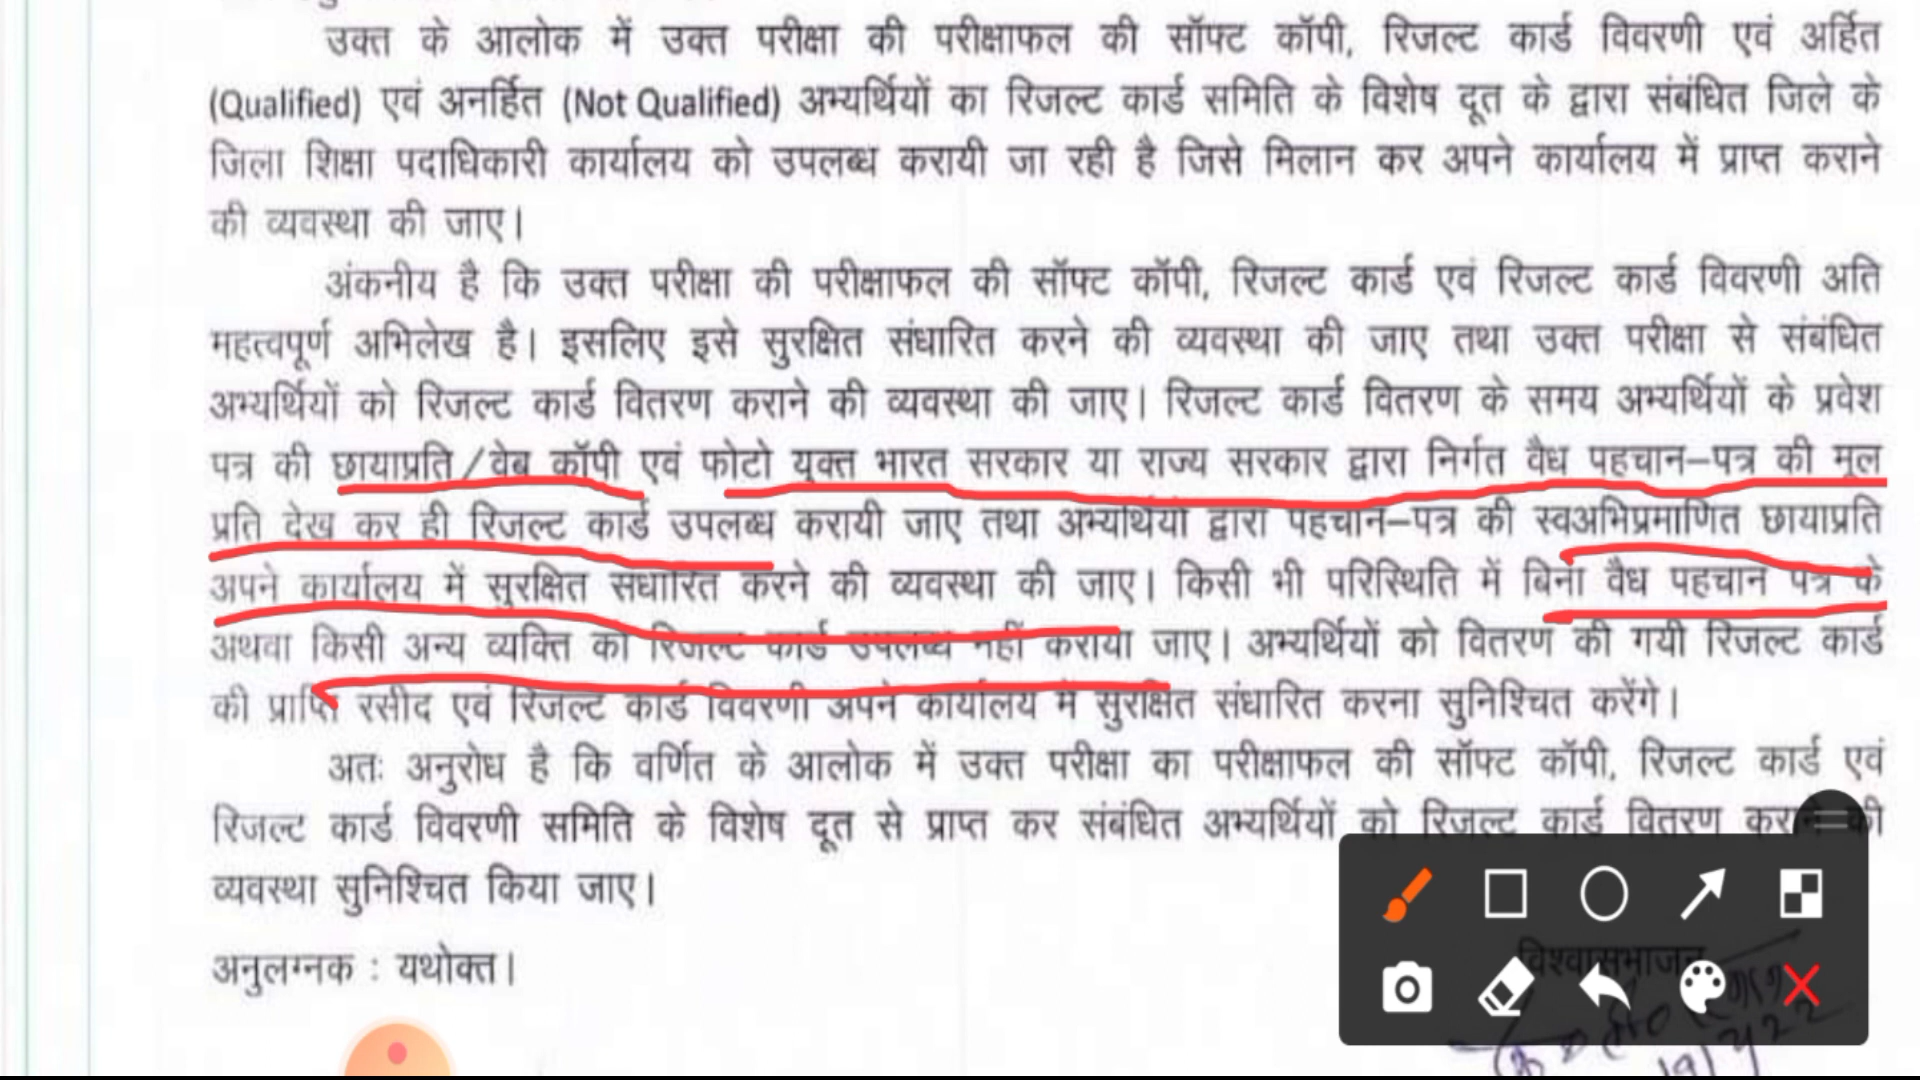 उक्त के आलोक में उक्त परीक्षा की परीक्षाफल की सॉफ्ट कॉपी, रिजल्ट कार्ड विवरणी एवं अर्हित
(Qualified) एवं अनर्हित (Not Qualified) अभ्यर्थियों का रिजल्ट कार्ड समिति के विशेष दूत के द्वारा संबंधित जिले के
जिला शिक्षा पदाधिकारी कार्यालय को उपलब्ध करायी जा रही है जिसे मिलान कर अपने कार्यालय में प्राप्त कराने
की व्यवस्था की जाए।
अंकनीय है कि उक्त परीक्षा की परीक्षाफल की सॉफ्ट कॉपी, रिजल्ट कार्ड एवं रिजल्ट कार्ड विवरणी अति
महत्वपूर्ण अभिलेख है। इसलिए इसे सुरक्षित संधारित करने की व्यवस्था की जाए तथा उक्त परीक्षा से संबंधित
अभ्यर्थियों को रिजल्ट कार्ड वितरण कराने की व्यवस्था की जाए। रिजल्ट कार्ड वितरण के समय अभ्यर्थियों के प्रवेश
पत्र की छायाप्रति/वेब कॉपी एवं फोटो युक्त भारत सरकार या राज्य सरकार द्वारा निर्गत वैध पहचान–पत्र की मूल
प्रति देख कर ही रिजल्ट कार्ड उपलब्ध करायी जाए तथा अभ्यर्थियों द्वारा पहचान–पत्र की स्वअभिप्रमाणित छायाप्रति
अपने कार्यालय में सुरक्षित संधारित करने की व्यवस्था की जाए। किसी भी परिस्थिति में बिना वैध पहचान पत्र के
अथवा किसी अन्य व्यक्ति को रिजल्ट कार्ड उपलब्ध नहीं कराया जाए। अभ्यर्थियों को वितरण की गयी रिजल्ट कार्ड
की प्राप्ति रसीद एवं रिजल्ट कार्ड विवरणी अपने कार्यालय में सुरक्षित संधारित करना सुनिश्चित करेंगे।
अतः अनुरोध है कि वर्णित के आलोक में उक्त परीक्षा का परीक्षाफल की सॉफ्ट कॉपी, रिजल्ट कार्ड एवं
रिजल्ट कार्ड विवरणी समिति के विशेष दूत से प्राप्त कर संबंधित अभ्यर्थियों को रिजल्ट कार्ड वितरण कराने की
व्यवस्था सुनिश्चित किया जाए।
अनुलग्नक : यथोक्त।
विश्वासभाजन